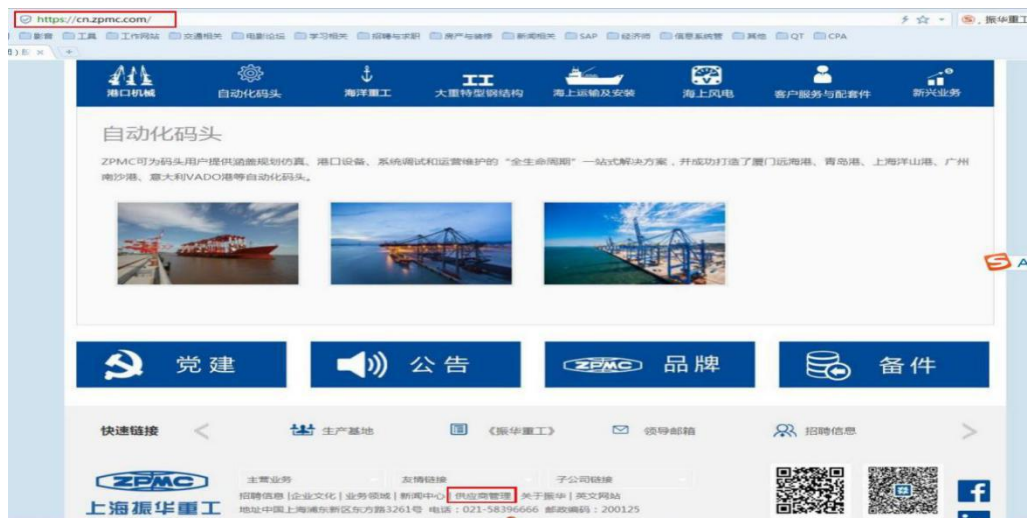 https://cn.zpmc.com/
振华重工
影音 工具 工作网站 交通相关 电影论坛 学习相关 招聘与求职 房产与装修 新闻相关 SAP 经济师 信息系统管 其他 QT CPA
港口机械 自动化码头 海洋重工 大重特型钢结构 海上运输及安装 海上风电 客户服务与配套件 新兴业务
自动化码头
ZPMC可为码头用户提供涵盖规划仿真、港口设备、系统调试和运营维护的“全生命周期”一站式解决方案，并成功打造了厦门远海港、青岛港、上海洋山港、广州
南沙港、意大利VADO港等自动化码头。
党建 公告 ZPMC 品牌 备件
快速链接 < 生产基地 《振华重工》 领导邮箱 招聘信息 >
ZPMC 主营业务 友情链接 子公司链接
招聘信息 | 企业文化 | 业务领域 | 新闻中心 | 供应商管理 | 关于振华 | 英文网站
上海振华重工 地址中国上海浦东新区东方路3261号 电话：021-58396666 邮政编码：200125